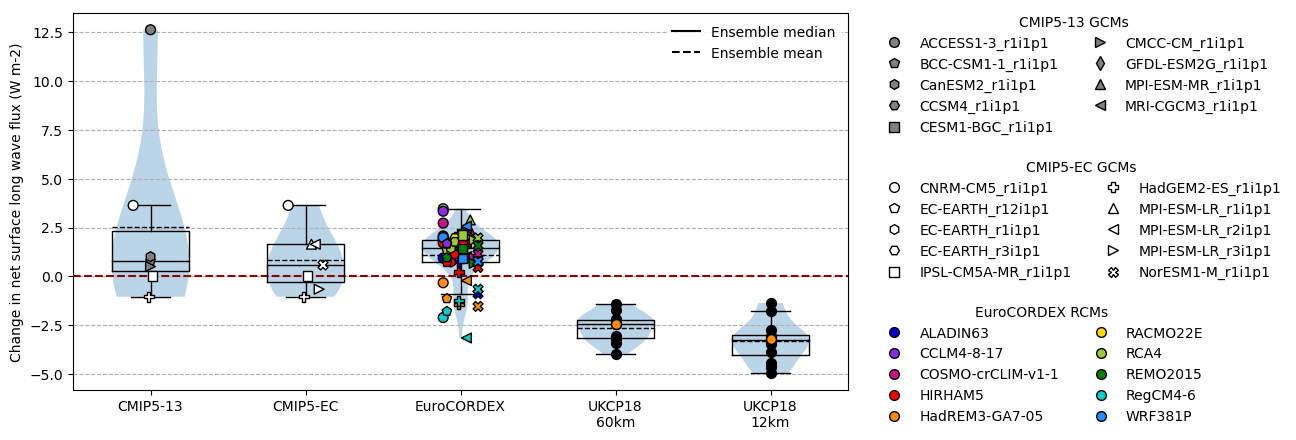 Change in net surface long wave flux (W m-2)
12.5
10.0
7.5
5.0
2.5
0.0
−2.5
−5.0
Ensemble median
Ensemble mean
CMIP5-13
CMIP5-EC
EuroCORDEX
UKCP18
60km
UKCP18
12km
CMIP5-13 GCMs
ACCESS1-3_r1i1p1
BCC-CSM1-1_r1i1p1
CanESM2_r1i1p1
CCSM4_r1i1p1
CESM1-BGC_r1i1p1
CMCC-CM_r1i1p1
GFDL-ESM2G_r1i1p1
MPI-ESM-MR_r1i1p1
MRI-CGCM3_r1i1p1
CMIP5-EC GCMs
CNRM-CM5_r1i1p1
EC-EARTH_r12i1p1
EC-EARTH_r1i1p1
EC-EARTH_r3i1p1
IPSL-CM5A-MR_r1i1p1
HadGEM2-ES_r1i1p1
MPI-ESM-LR_r1i1p1
MPI-ESM-LR_r2i1p1
MPI-ESM-LR_r3i1p1
NorESM1-M_r1i1p1
EuroCORDEX RCMs
ALADIN63
CCLM4-8-17
COSMO-crCLIM-v1-1
HIRHAM5
HadREM3-GA7-05
RACMO22E
RCA4
REMO2015
RegCM4-6
WRF381P